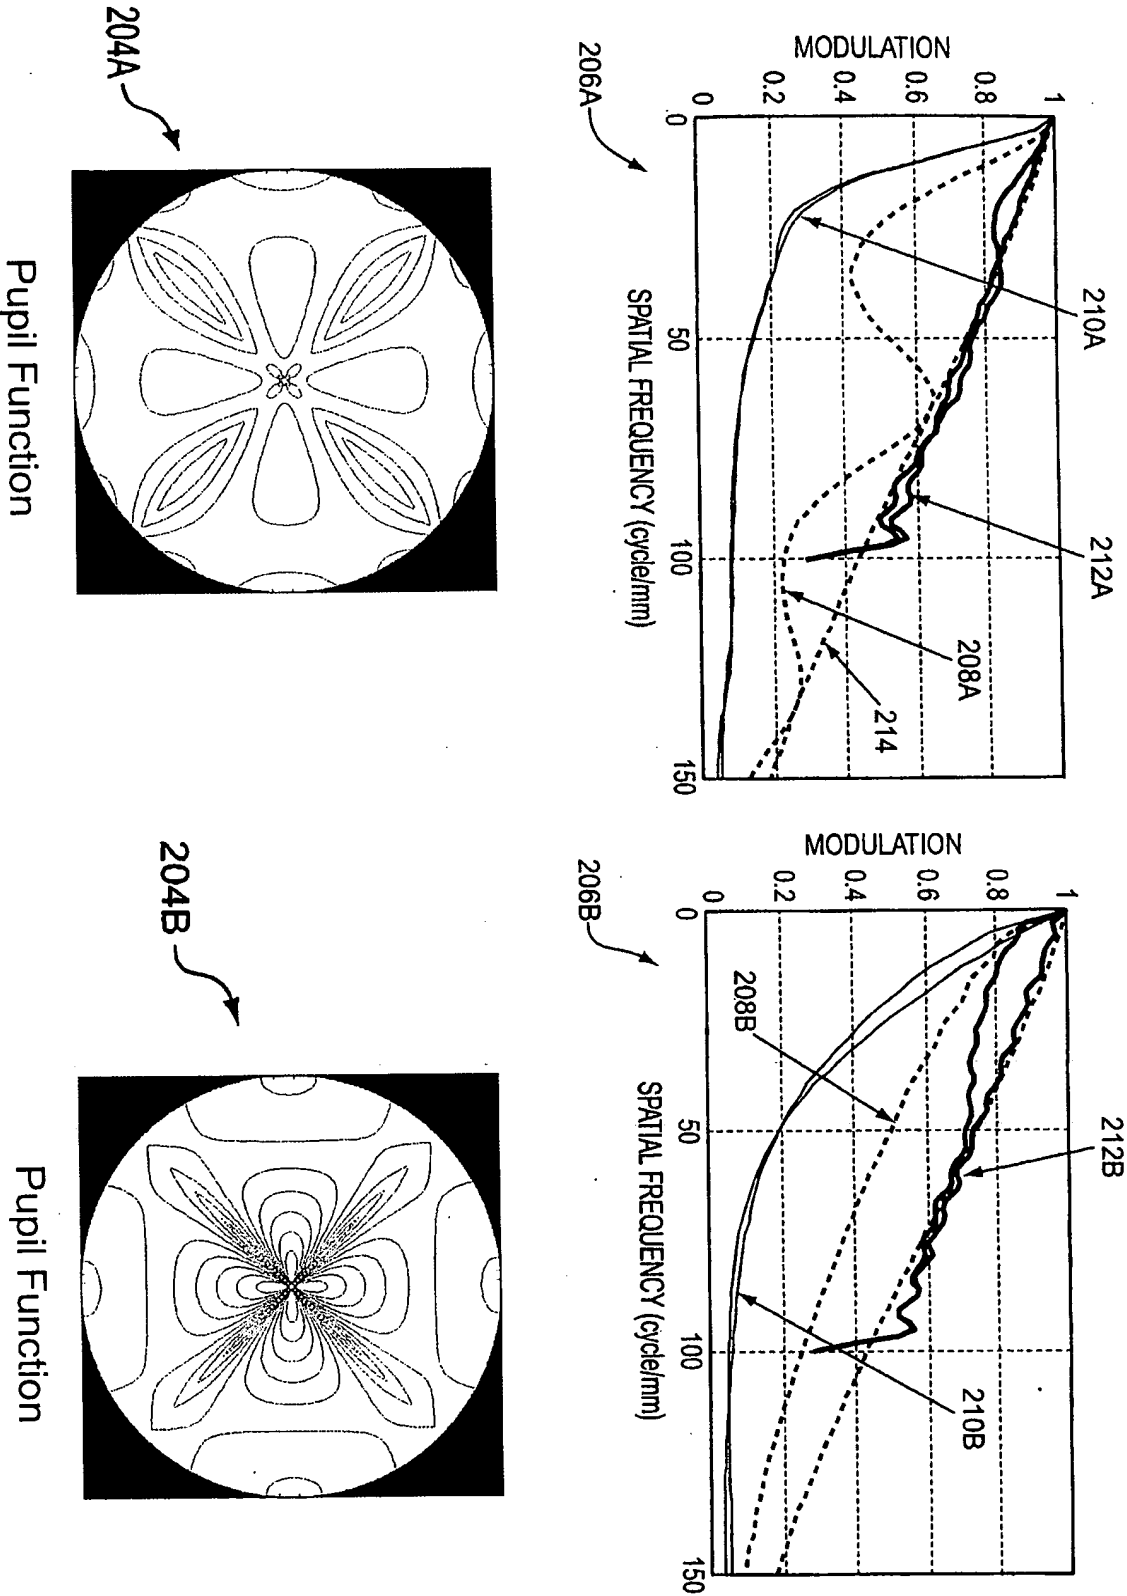 MODULATION
1
0.8
0.6
0.4
0.2
0
.0
50
100
150
SPATIAL FREQUENCY (cycle/mm)
206A
210A
212A
208A
214
MODULATION
1
0.8
0.6
0.4
0.2
0
0
50
100
150
SPATIAL FREQUENCY (cycle/mm)
206B
208B
212B
210B
204A
Pupil Function
204B
Pupil Function